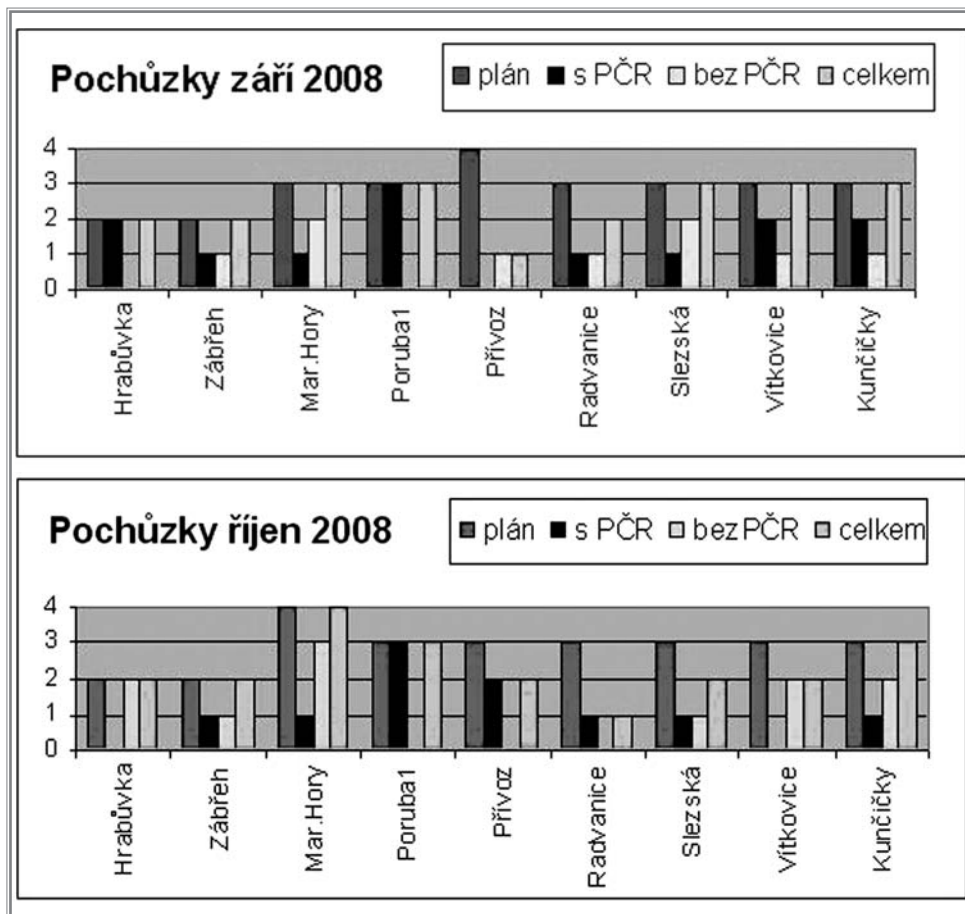 Pochůzky září 2008
plán s PČR bez PČR celkem
4
3
2
1
0
Hrabůvka
Zábřeh
Mar.Hory
Poruba1
Přívoz
Radvanice
Slezská
Vítkovice
Kunčičky
Pochůzky říjen 2008
plán s PČR bez PČR celkem
4
3
2
1
0
Hrabůvka
Zábřeh
Mar.Hory
Poruba1
Přívoz
Radvanice
Slezská
Vítkovice
Kunčičky